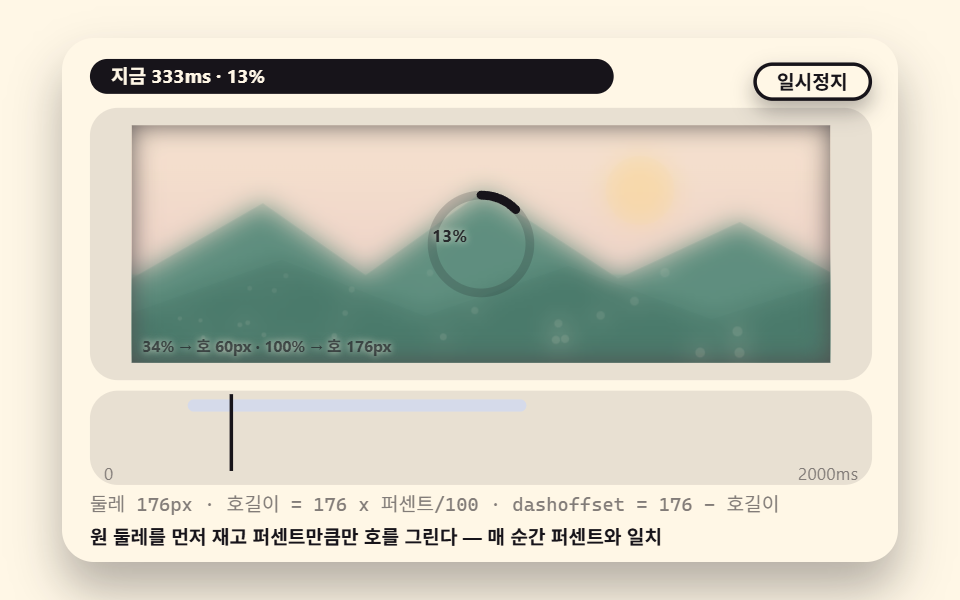 지금 333ms · 13%
일시정지
13%
34% → 호 60px · 100% → 호 176px
0
2000ms
둘레 176px · 호길이 = 176 x 퍼센트/100 · dashoffset = 176 − 호길이
원 둘레를 먼저 재고 퍼센트만큼만 호를 그린다 — 매 순간 퍼센트와 일치